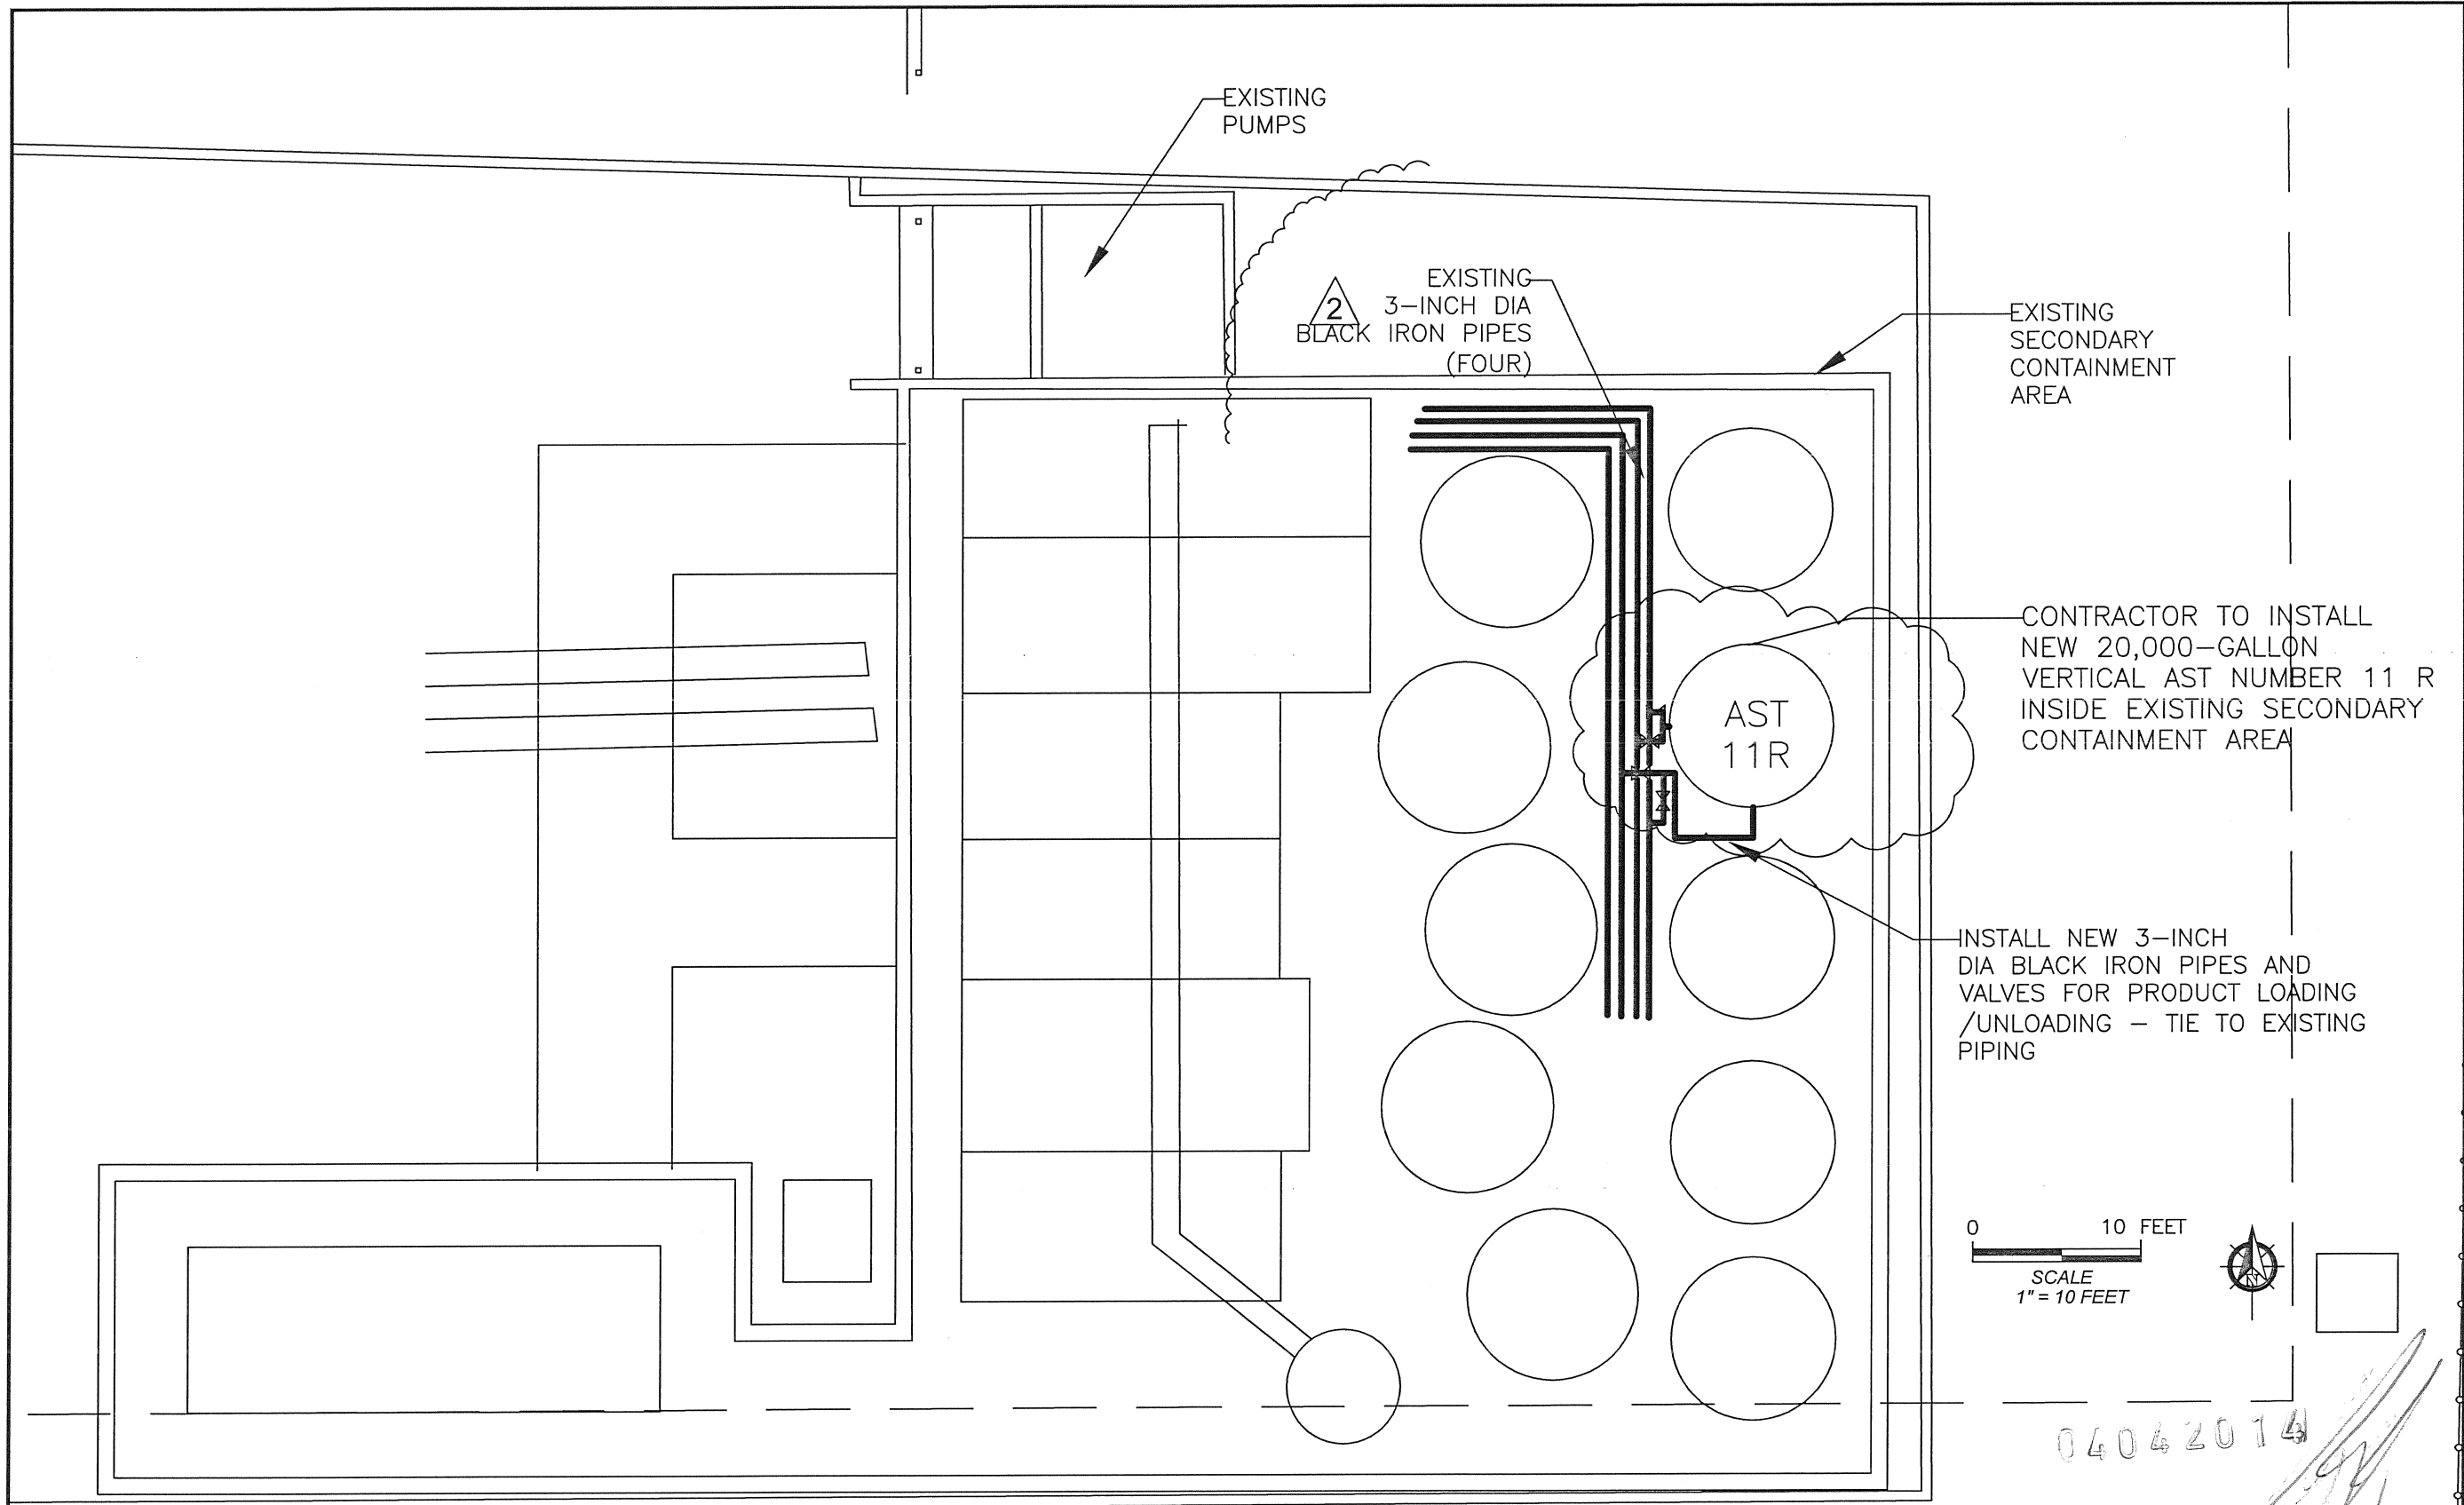 EXISTING
PUMPS
EXISTING
3-INCH DIA
BLACK IRON PIPES
(FOUR)
2
EXISTING
SECONDARY
CONTAINMENT
AREA
CONTRACTOR TO INSTALL
NEW 20,000-GALLON
VERTICAL AST NUMBER 11 R
INSIDE EXISTING SECONDARY
CONTAINMENT AREA
AST
11R
INSTALL NEW 3-INCH
DIA BLACK IRON PIPES AND
VALVES FOR PRODUCT LOADING
/UNLOADING - TIE TO EXISTING
PIPING
0 10 FEET
SCALE
1" = 10 FEET
N
04042014